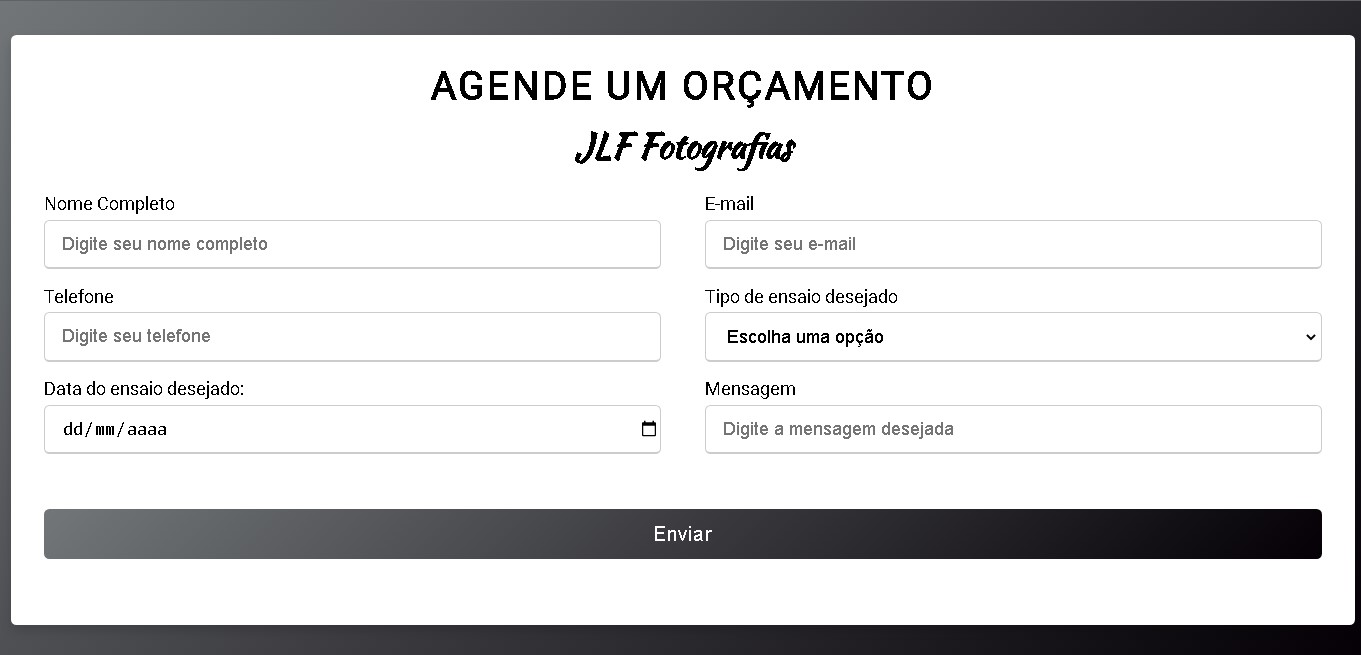 AGENDE UM ORÇAMENTO
JLF Fotografias
Nome Completo
E-mail
Digite seu nome completo
Digite seu e-mail
Telefone
Tipo de ensaio desejado
Digite seu telefone
Escolha uma opção
Data do ensaio desejado:
Mensagem
dd/mm/aaaa
Digite a mensagem desejada
Enviar